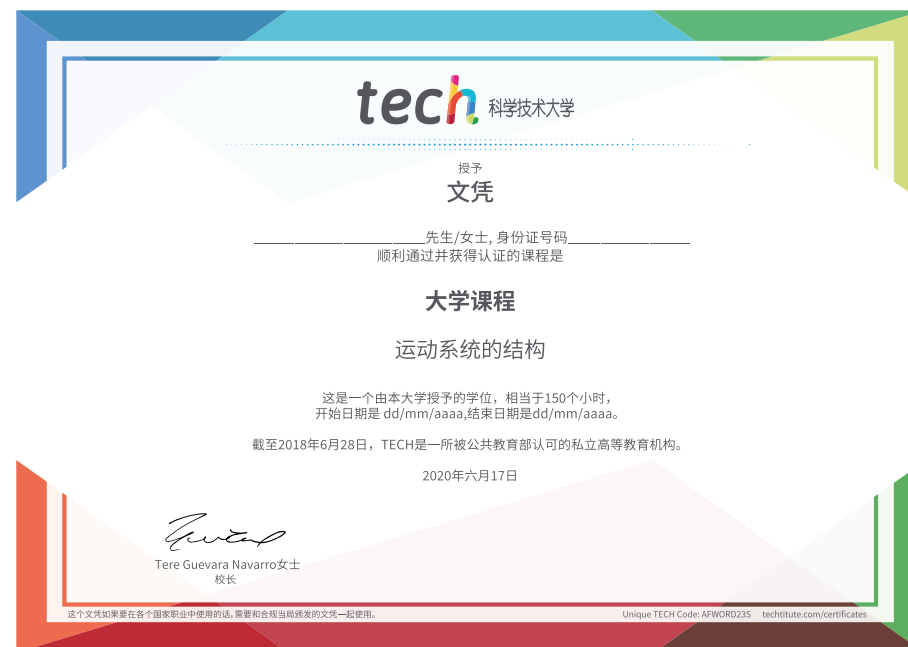 tech 科学技术大学
授予
文凭
先生/女士, 身份证号码
顺利通过并获得认证的课程是
大学课程
运动系统的结构
这是一个由本大学授予的学位，相当于150个小时，
开始日期是 dd/mm/aaaa,结束日期是dd/mm/aaaa。
截至2018年6月28日，TECH是一所被公共教育部认可的私立高等教育机构。
2020年六月17日
Tere Guevara Navarro女士
校长
这个文凭如果要在各个国家职业中使用的话,需要和合规当局颁发的文凭一起使用。
Unique TECH Code: AFWORD23S techtitute.com/certificates